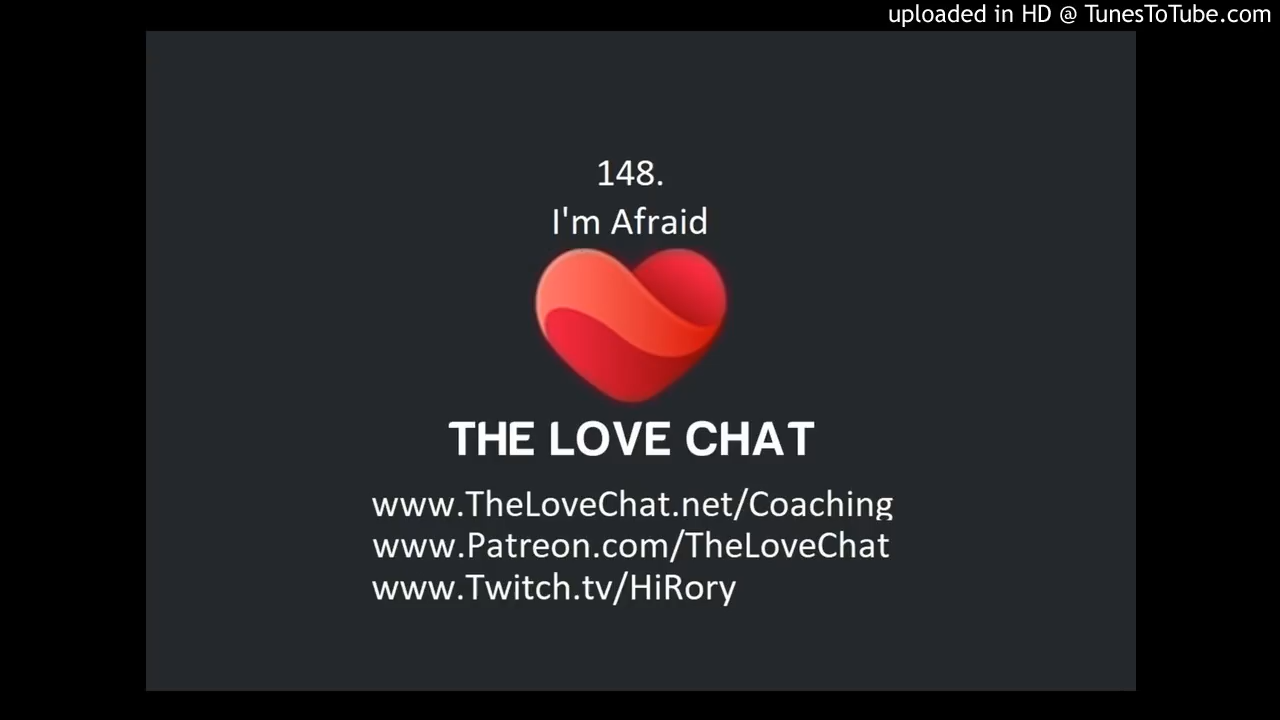 uploaded in HD @ TunesToTube.com
148.
I'm Afraid
THE LOVE CHAT
www.TheLoveChat.net/Coaching
www.Patreon.com/TheLoveChat
www.Twitch.tv/HiRory